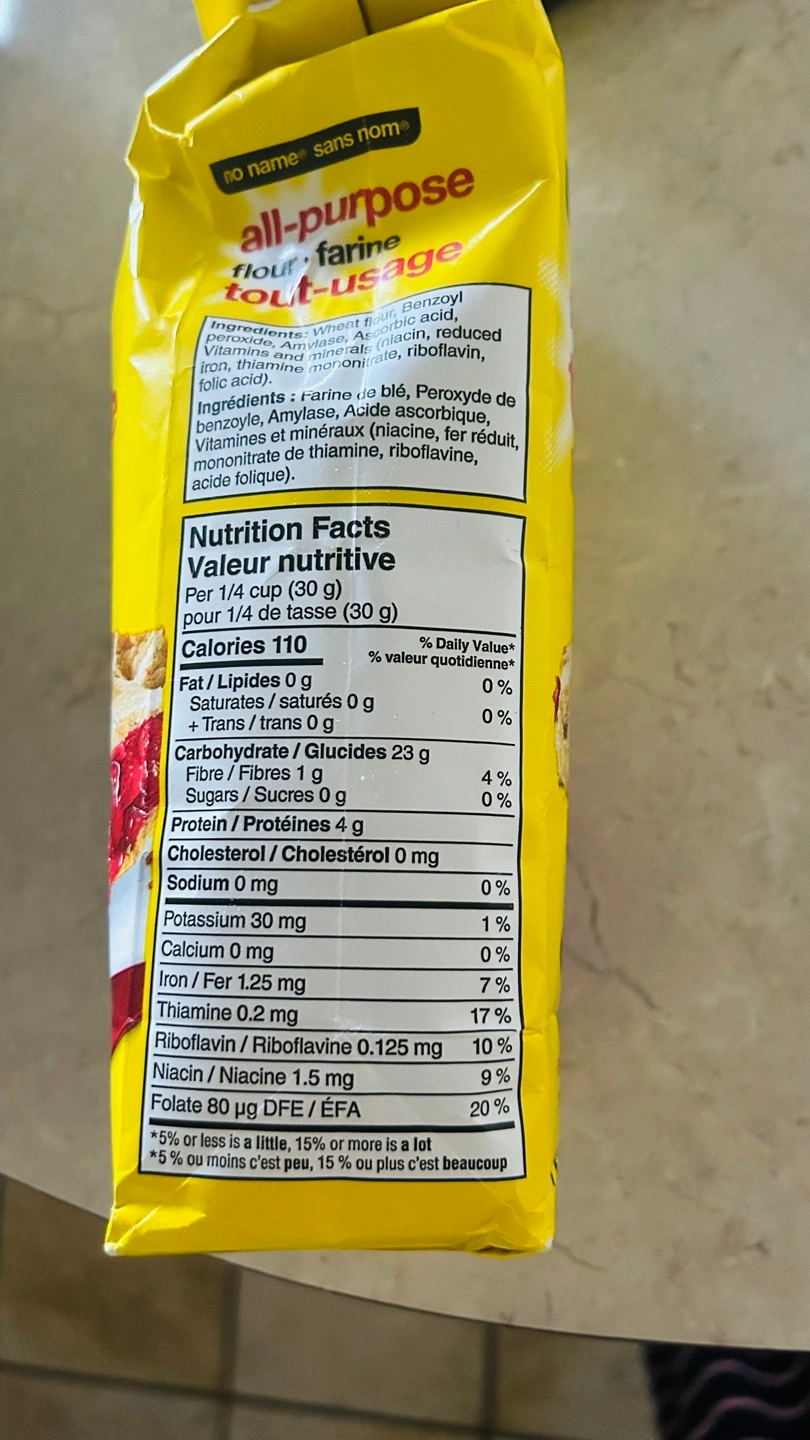 no name® sans nom®
all-purpose
flour · farine
tout-usage
Ingredients: Wheat flour, Benzoyl
peroxide, Amylase, Ascorbic acid,
Vitamins and minerals (niacin, reduced
iron, thiamine mononitrate, riboflavin,
folic acid).
Ingrédients : Farine de blé, Peroxyde de
benzoyle, Amylase, Acide ascorbique,
Vitamines et minéraux (niacine, fer réduit,
mononitrate de thiamine, riboflavine,
acide folique).
Nutrition Facts
Valeur nutritive
Per 1/4 cup (30 g)
pour 1/4 de tasse (30 g)
Calories 110 % Daily Value*
% valeur quotidienne*
Fat / Lipides 0 g 0 %
Saturates / saturés 0 g
+ Trans / trans 0 g 0 %
Carbohydrate / Glucides 23 g
Fibre / Fibres 1 g 4 %
Sugars / Sucres 0 g 0 %
Protein / Protéines 4 g
Cholesterol / Cholestérol 0 mg
Sodium 0 mg 0 %
Potassium 30 mg 1 %
Calcium 0 mg 0 %
Iron / Fer 1.25 mg 7 %
Thiamine 0.2 mg 17 %
Riboflavin / Riboflavine 0.125 mg 10 %
Niacin / Niacine 1.5 mg 9 %
Folate 80 µg DFE / ÉFA 20 %
*5% or less is a little, 15% or more is a lot
*5 % ou moins c'est peu, 15 % ou plus c'est beaucoup